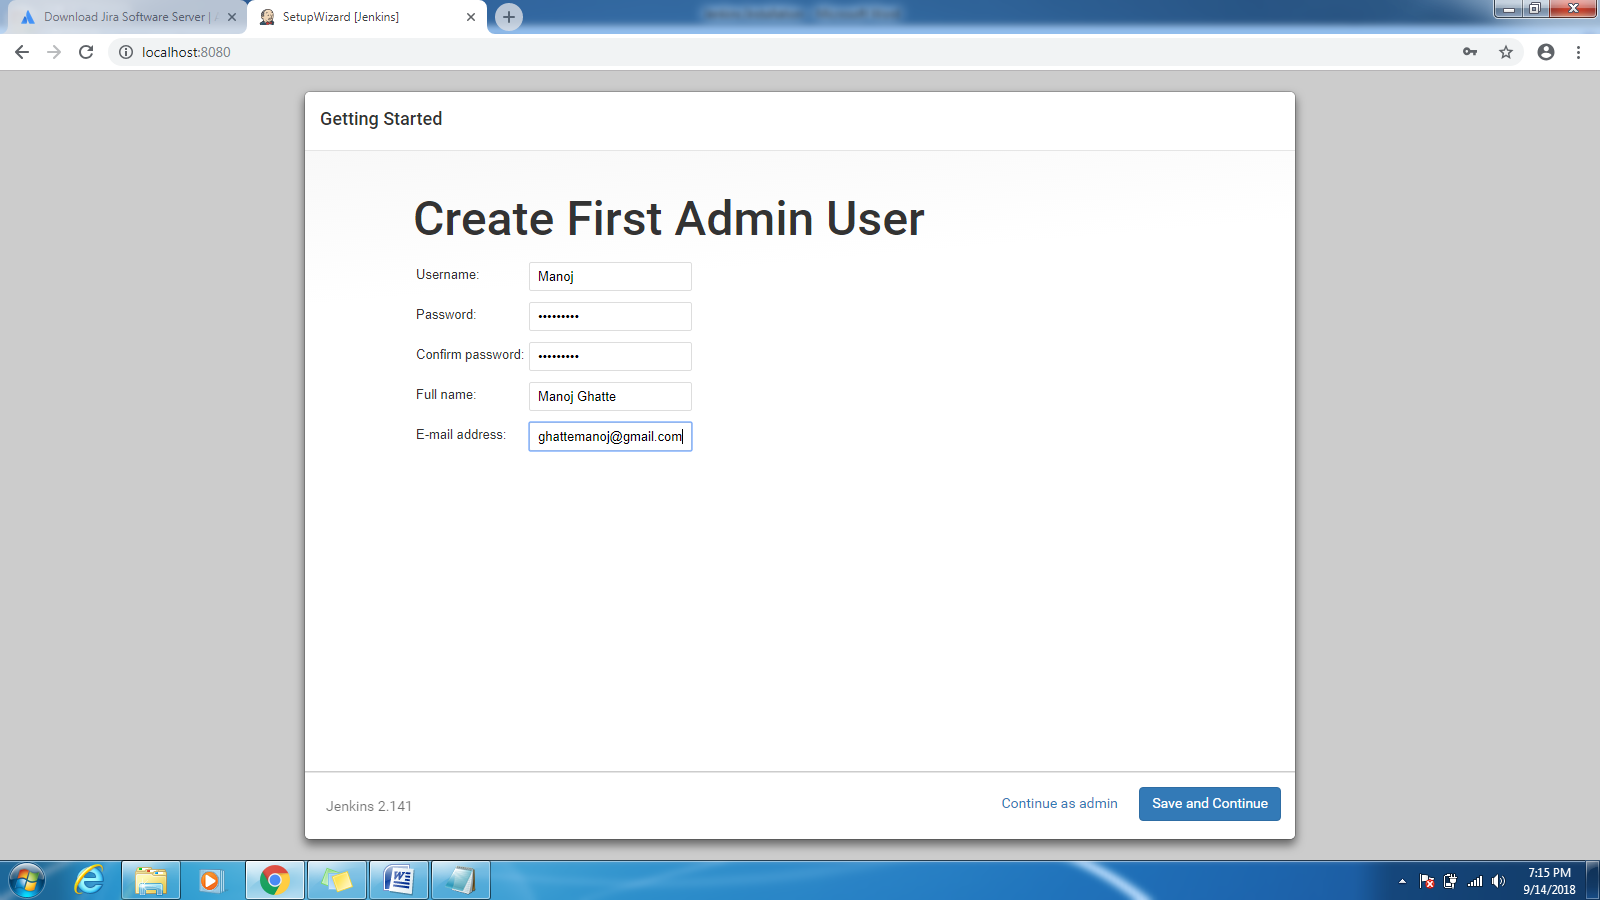 Download Jira Software Server |
SetupWizard [Jenkins]
localhost:8080
Getting Started
Create First Admin User
Username: Manoj
Password: •••••••••
Confirm password: •••••••••
Full name: Manoj Ghatte
E-mail address: ghattemanoj@gmail.com
Jenkins 2.141
Continue as admin
Save and Continue
7:15 PM
9/14/2018